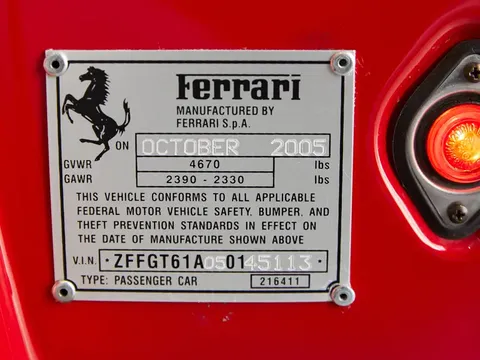 Ferrari
MANUFACTURED BY
FERRARI S.p.A.
ON OCTOBER 2005
GVWR 4670 lbs
GAWR 2390 - 2330 lbs
THIS VEHICLE CONFORMS TO ALL APPLICABLE
FEDERAL MOTOR VEHICLE SAFETY, BUMPER, AND
THEFT PREVENTION STANDARDS IN EFFECT ON
THE DATE OF MANUFACTURE SHOWN ABOVE
V.I.N. · ZFFGT61A050145113 ·
TYPE: PASSENGER CAR 216411